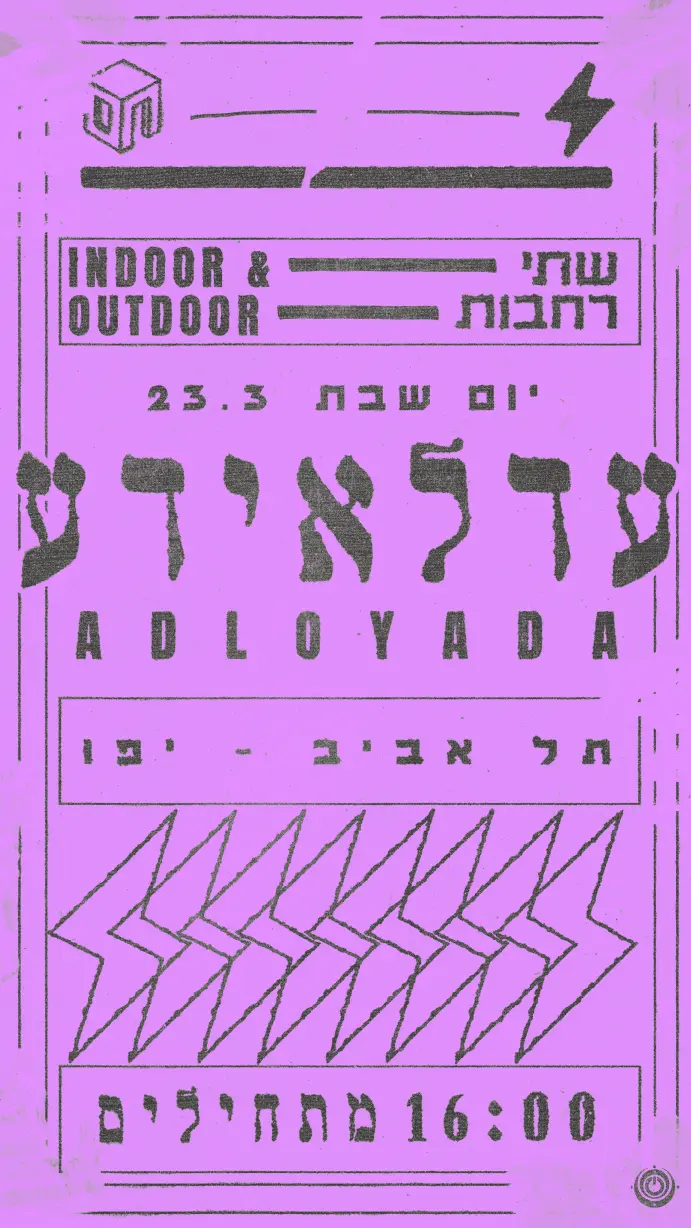 INDOOR & שתי
OUTDOOR רחבות
יום שבת 23.3
עדלאידע
ADLOYADA
תל אביב - יפו
16:00 מתחילים